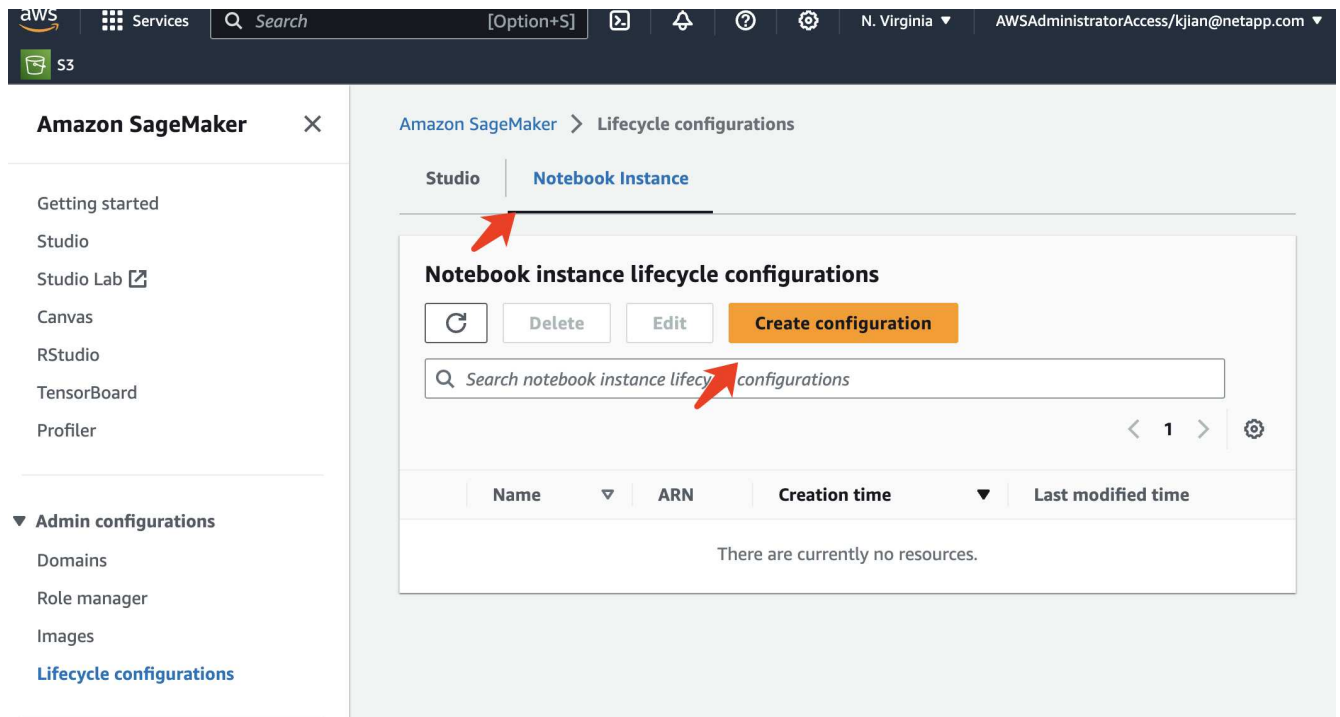 aws Services Search [Option+S] N. Virginia ▼ AWSAdministratorAccess/kjian@netapp.com ▼
S3
Amazon SageMaker
Getting started
Studio
Studio Lab
Canvas
RStudio
TensorBoard
Profiler
Admin configurations
Domains
Role manager
Images
Lifecycle configurations
Amazon SageMaker > Lifecycle configurations
Studio Notebook Instance
Notebook instance lifecycle configurations
Delete Edit Create configuration
Search notebook instance lifecycle configurations
< 1 >
Name ARN Creation time Last modified time
There are currently no resources.